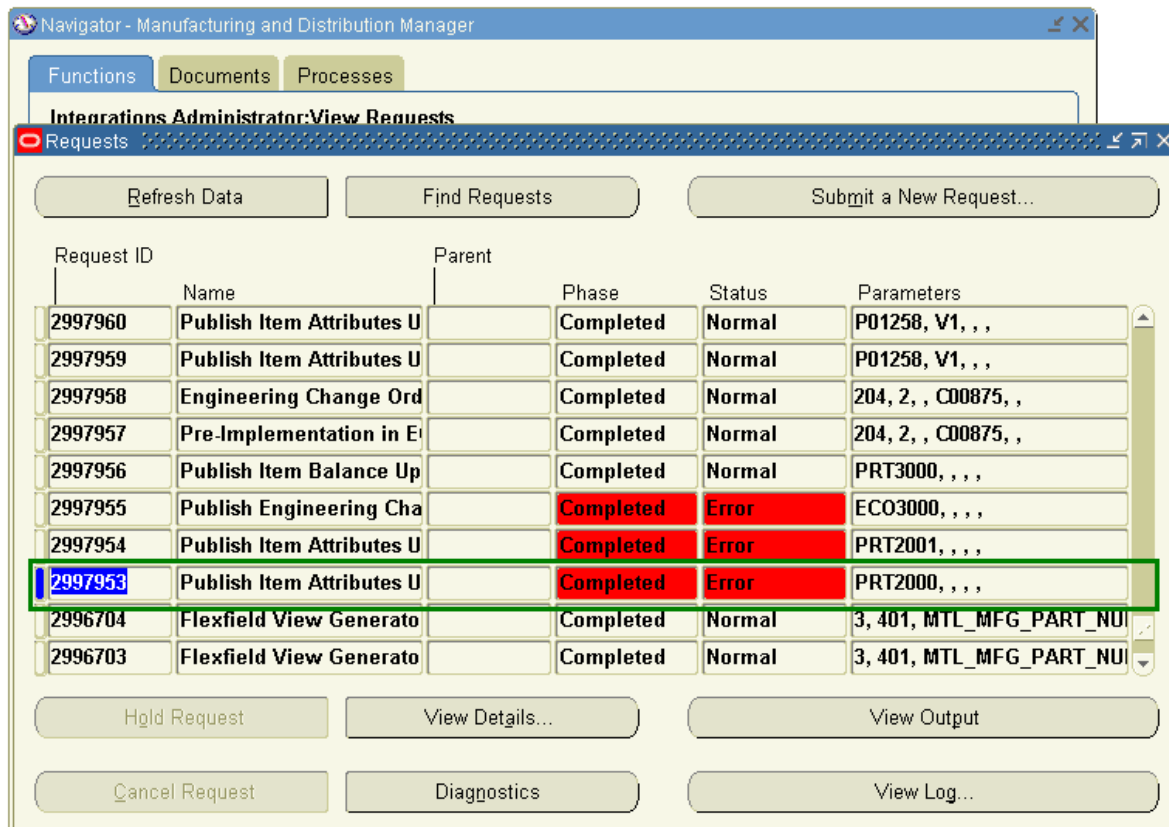 Navigator - Manufacturing and Distribution Manager
Functions Documents Processes
Integrations Administrator:View Requests
Requests
Refresh Data Find Requests Submit a New Request...
Request ID Parent
Name Phase Status Parameters
2997960 Publish Item Attributes U Completed Normal P01258, V1, , ,
2997959 Publish Item Attributes U Completed Normal P01258, V1, , ,
2997958 Engineering Change Ord Completed Normal 204, 2, , C00875, ,
2997957 Pre-Implementation in E Completed Normal 204, 2, , C00875, ,
2997956 Publish Item Balance Up Completed Normal PRT3000, , , ,
2997955 Publish Engineering Cha Completed Error ECO3000, , , ,
2997954 Publish Item Attributes U Completed Error PRT2001, , , ,
2997953 Publish Item Attributes U Completed Error PRT2000, , , ,
2996704 Flexfield View Generato Completed Normal 3, 401, MTL_MFG_PART_NU
2996703 Flexfield View Generato Completed Normal 3, 401, MTL_MFG_PART_NU
Hold Request View Details... View Output
Cancel Request Diagnostics View Log...